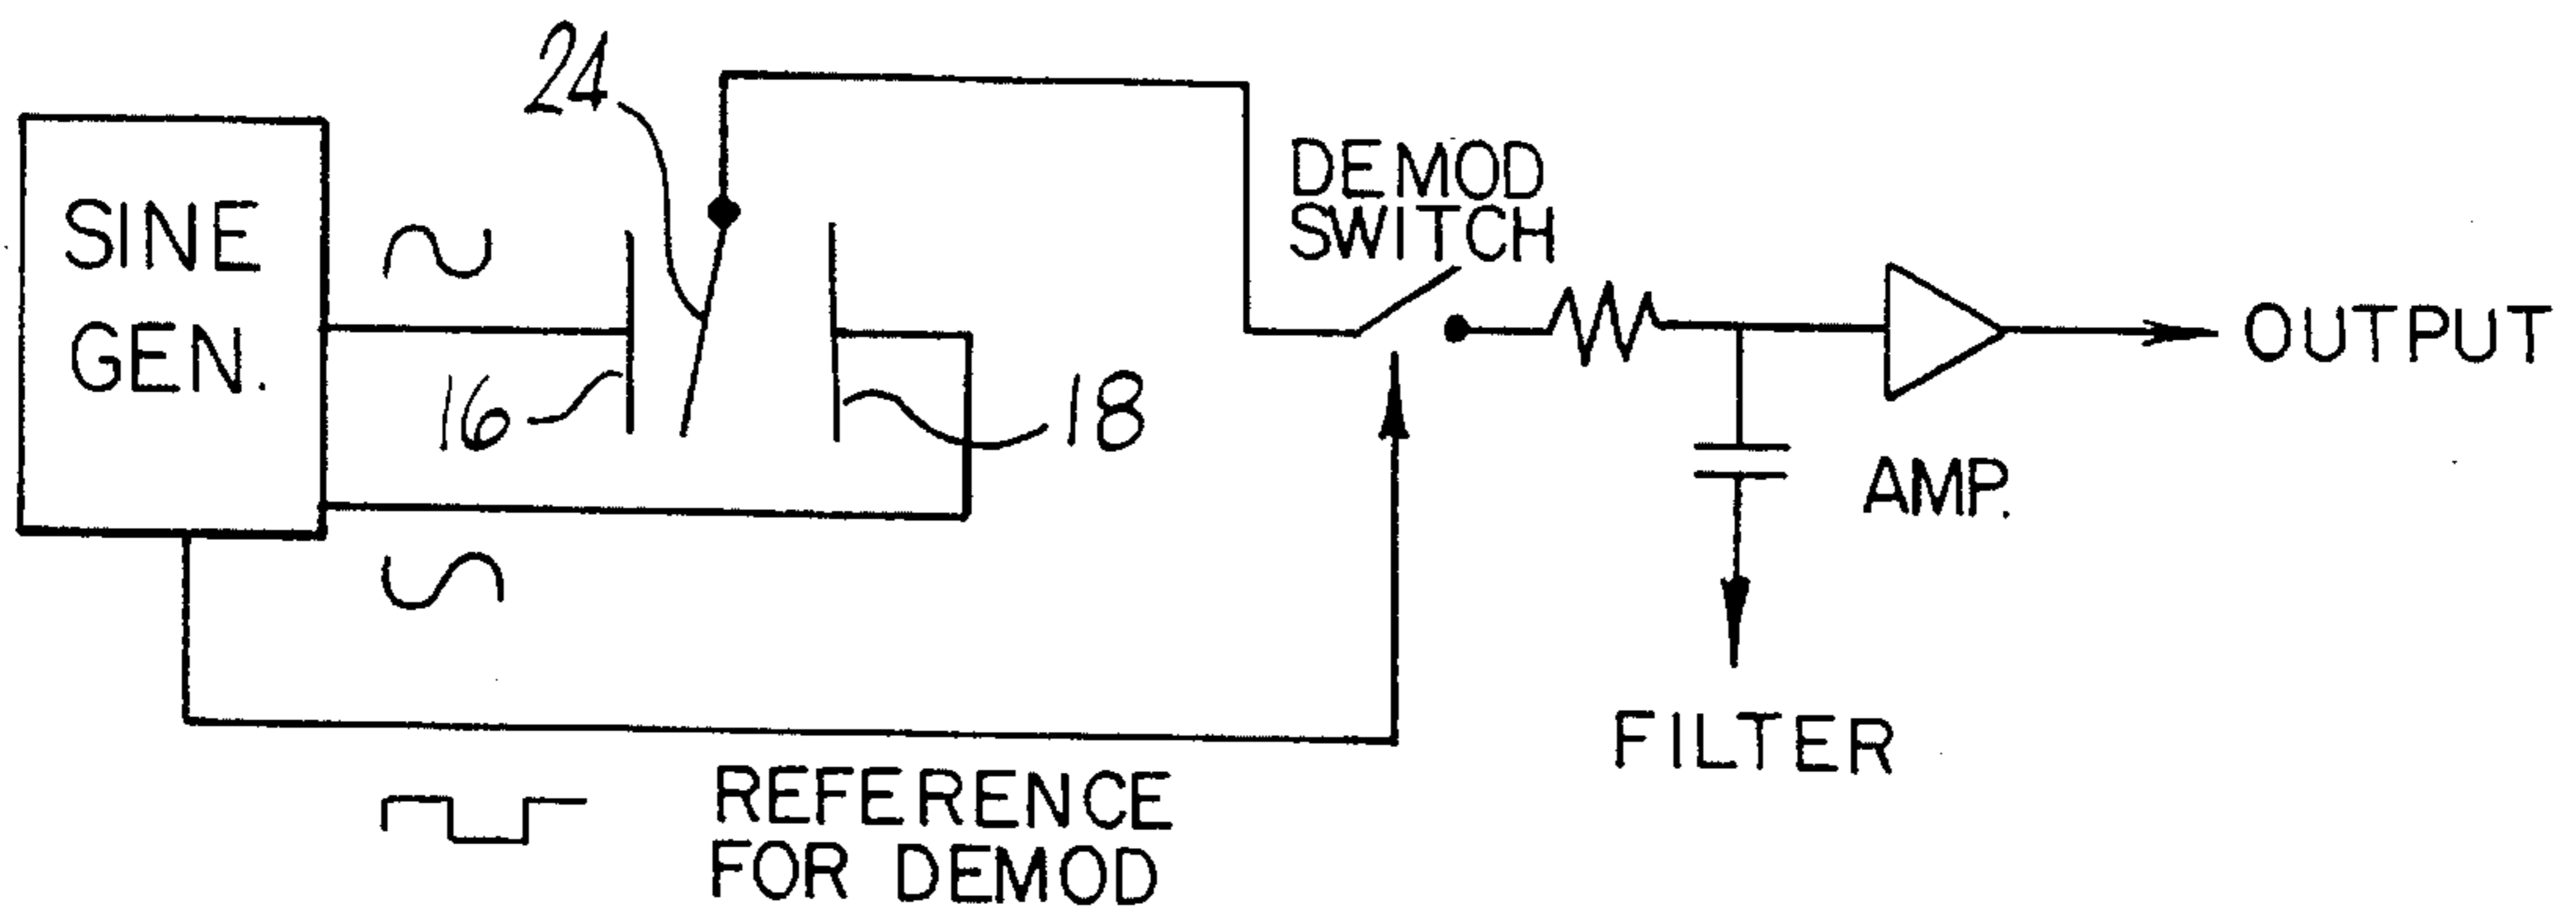 24
SINE
GEN.
16
18
DEMOD
SWITCH
OUTPUT
AMP.
FILTER
REFERENCE
FOR DEMOD